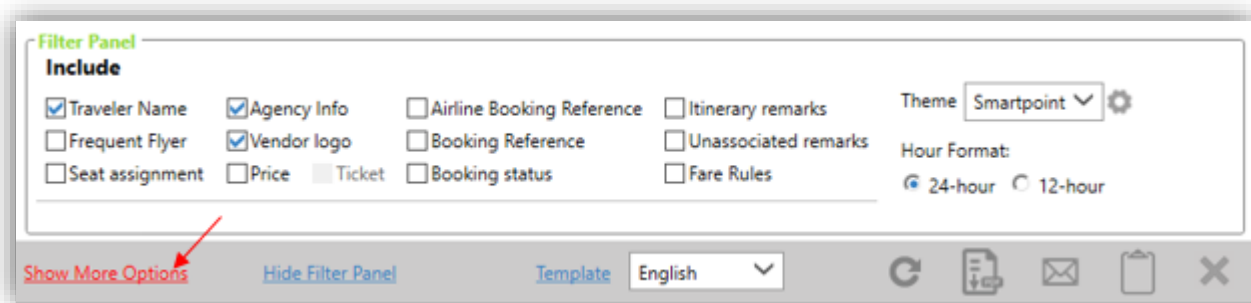 Filter Panel
Include
Traveler Name Agency Info Airline Booking Reference Itinerary remarks
Frequent Flyer Vendor logo Booking Reference Unassociated remarks
Seat assignment Price Ticket Booking status Fare Rules
Theme Smartpoint
Hour Format:
24-hour 12-hour
Show More Options Hide Filter Panel Template English